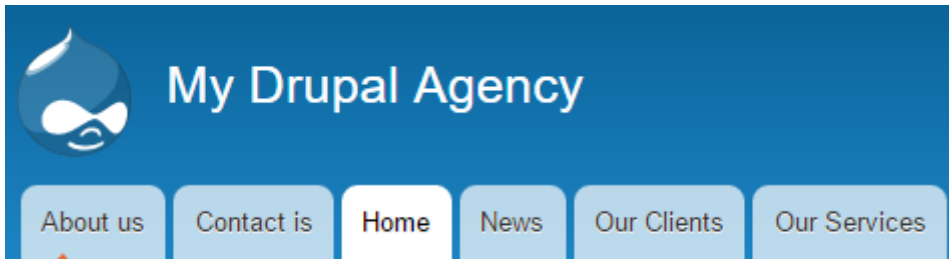 My Drupal Agency
About us Contact is Home News Our Clients Our Services